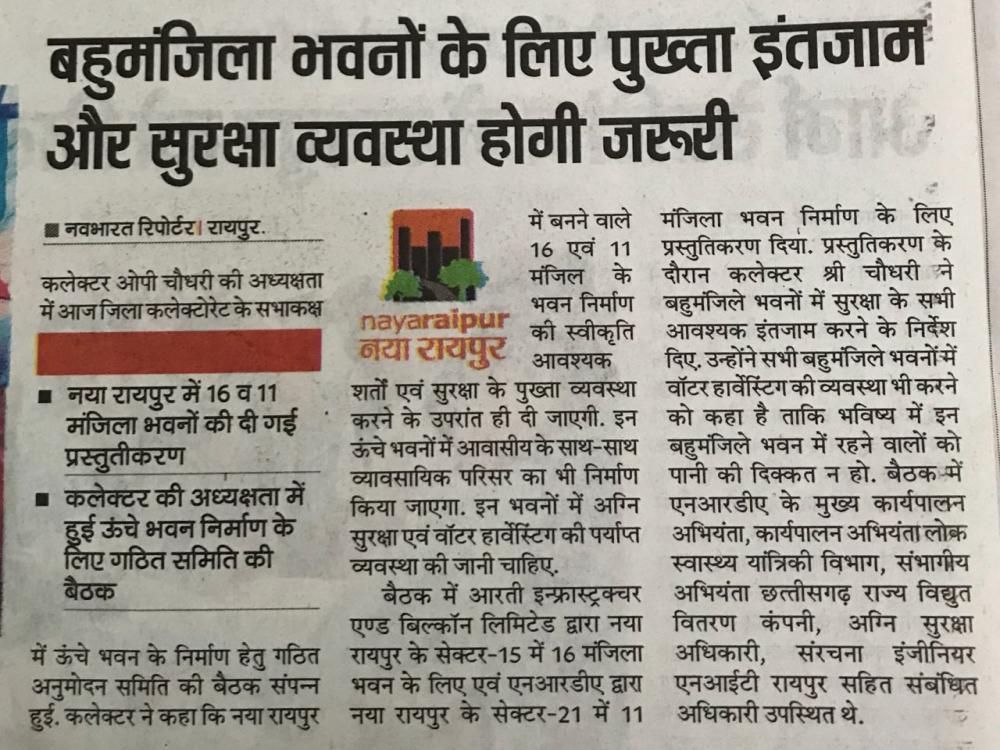 बहुमंजिला भवनों के लिए पुख्ता इंतजाम
और सुरक्षा व्यवस्था होगी जरूरी
■ नवभारत रिपोर्टर। रायपुर.
कलेक्टर ओपी चौधरी की अध्यक्षता
में आज जिला कलेक्टोरेट के सभाकक्ष
■ नया रायपुर में 16 व 11
मंजिला भवनों की दी गई
प्रस्तुतीकरण
■ कलेक्टर की अध्यक्षता में
हुई ऊंचे भवन निर्माण के
लिए गठित समिति की
बैठक
में ऊंचे भवन के निर्माण हेतु गठित
अनुमोदन समिति की बैठक संपन्न
हुई. कलेक्टर ने कहा कि नया रायपुर
nayaraipur
नया रायपुर
में बनने वाले
16 एवं 11
मंजिल के
भवन निर्माण
की स्वीकृति
आवश्यक
शर्तों एवं सुरक्षा के पुख्ता व्यवस्था
करने के उपरांत ही दी जाएगी. इन
ऊंचे भवनों में आवासीय के साथ-साथ
व्यावसायिक परिसर का भी निर्माण
किया जाएगा. इन भवनों में अग्नि
सुरक्षा एवं वॉटर हार्वेस्टिंग की पर्याप्त
व्यवस्था की जानी चाहिए.
बैठक में आरती इन्फ्रास्ट्रक्चर
एण्ड बिल्कॉन लिमिटेड द्वारा नया
रायपुर के सेक्टर-15 में 16 मंजिला
भवन के लिए एवं एनआरडीए द्वारा
नया रायपुर के सेक्टर-21 में 11
मंजिला भवन निर्माण के लिए
प्रस्तुतिकरण दिया. प्रस्तुतिकरण के
दौरान कलेक्टर श्री चौधरी ने
बहुमंजिले भवनों में सुरक्षा के सभी
आवश्यक इंतजाम करने के निर्देश
दिए. उन्होंने सभी बहुमंजिले भवनों में
वॉटर हार्वेस्टिंग की व्यवस्था भी करने
को कहा है ताकि भविष्य में इन
बहुमंजिले भवन में रहने वालों को
पानी की दिक्कत न हो. बैठक में
एनआरडीए के मुख्य कार्यपालन
अभियंता, कार्यपालन अभियंता लोक
स्वास्थ्य यांत्रिकी विभाग, संभागीय
अभियंता छत्तीसगढ़ राज्य विद्युत
वितरण कंपनी, अग्नि सुरक्षा
अधिकारी, संरचना इंजीनियर
एनआईटी रायपुर सहित संबंधित
अधिकारी उपस्थित थे.